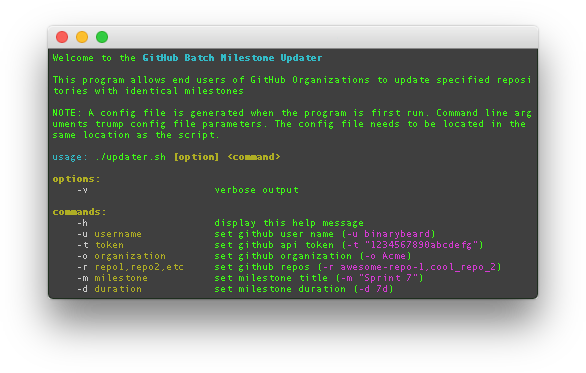 Welcome to the GitHub Batch Milestone Updater
This program allows end users of GitHub Organizations to update specified reposi
tories with identical milestones
NOTE: A config file is generated when the program is first run. Command line arg
uments trump config file parameters. The config file needs to be located in the
same location as the script.
usage: ./updater.sh [option] <command>
options:
-v verbose output
commands:
-h display this help message
-u username set github user name (-u binarybeard)
-t token set github api token (-t "1234567890abcdefg")
-o organization set github organization (-o Acme)
-r repo1,repo2,etc set github repos (-r awesome-repo-1,cool_repo_2)
-m milestone set milestone title (-m "Sprint 7")
-d duration set milestone duration (-d 7d)